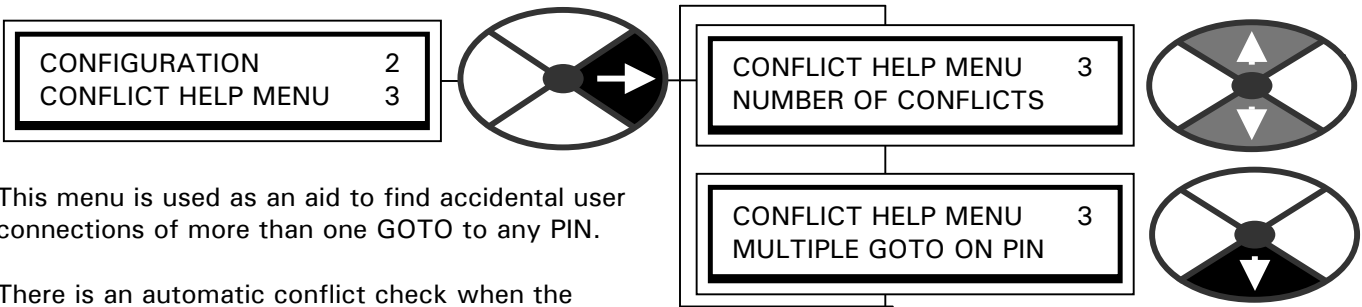 CONFIGURATION 2
CONFLICT HELP MENU 3
CONFLICT HELP MENU 3
NUMBER OF CONFLICTS
This menu is used as an aid to find accidental user
connections of more than one GOTO to any PIN.
CONFLICT HELP MENU 3
MULTIPLE GOTO ON PIN
There is an automatic conflict check when the